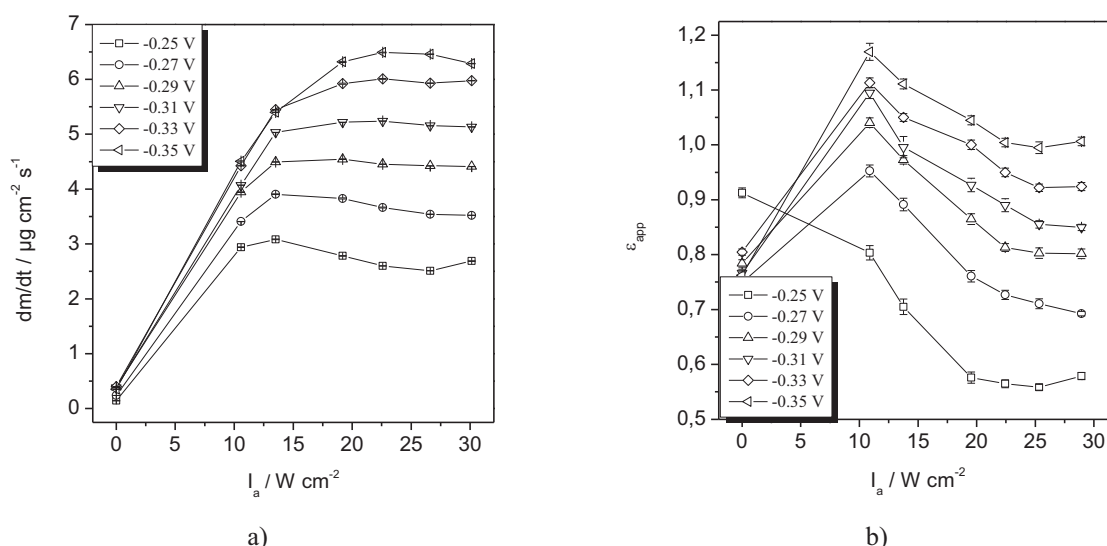 7
6
5
4
3
2
1
0
dm/dt / µg cm⁻² s⁻¹
-0.25 V
-0.27 V
-0.29 V
-0.31 V
-0.33 V
-0.35 V
0 5 10 15 20 25 30
I_a / W cm⁻²
a)
1,2
1,1
1,0
0,9
0,8
0,7
0,6
0,5
ε_app
-0.25 V
-0.27 V
-0.29 V
-0.31 V
-0.33 V
-0.35 V
0 5 10 15 20 25 30
I_a / W cm⁻²
b)